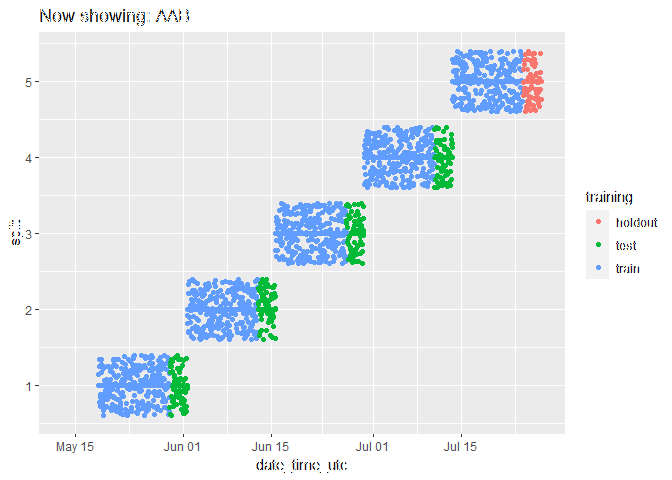 Now showing: AAB
5
4
3
2
1
split
May 15
Jun 01
Jun 15
Jul 01
Jul 15
date_time_utc
training
holdout
test
train